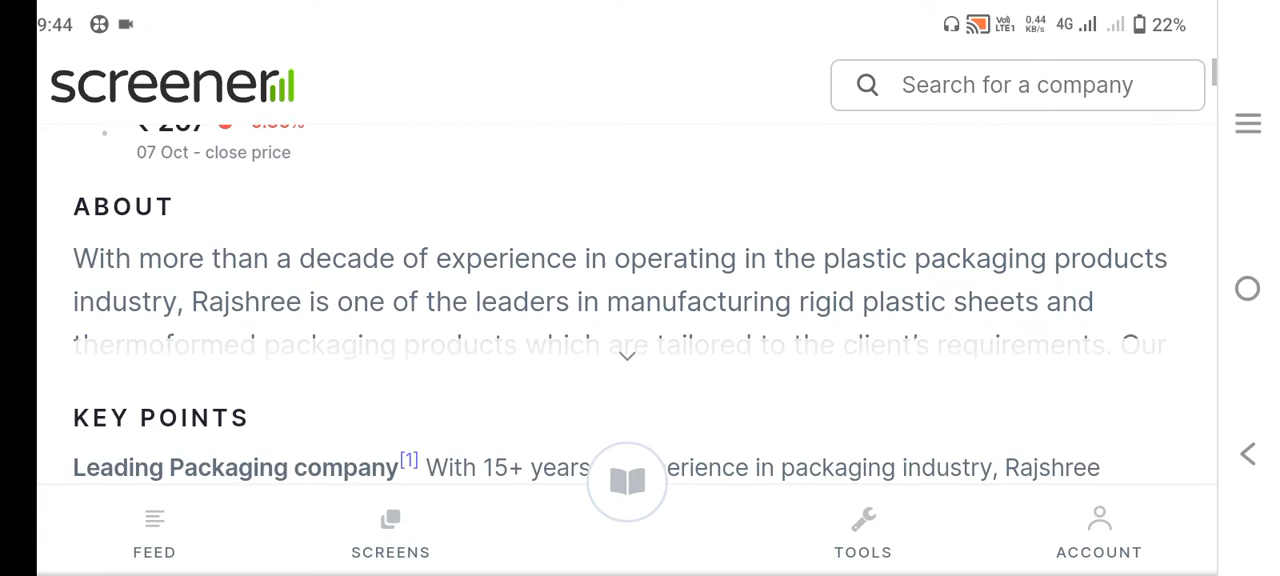 9:44 Vo) LTE1 0.44 KB/s 4G 22%
screener Search for a company
07 Oct - close price
ABOUT
With more than a decade of experience in operating in the plastic packaging products
industry, Rajshree is one of the leaders in manufacturing rigid plastic sheets and
thermoformed packaging products which are tailored to the client's requirements. Our
KEY POINTS
Leading Packaging company[1] With 15+ years erience in packaging industry, Rajshree
FEED SCREENS TOOLS ACCOUNT